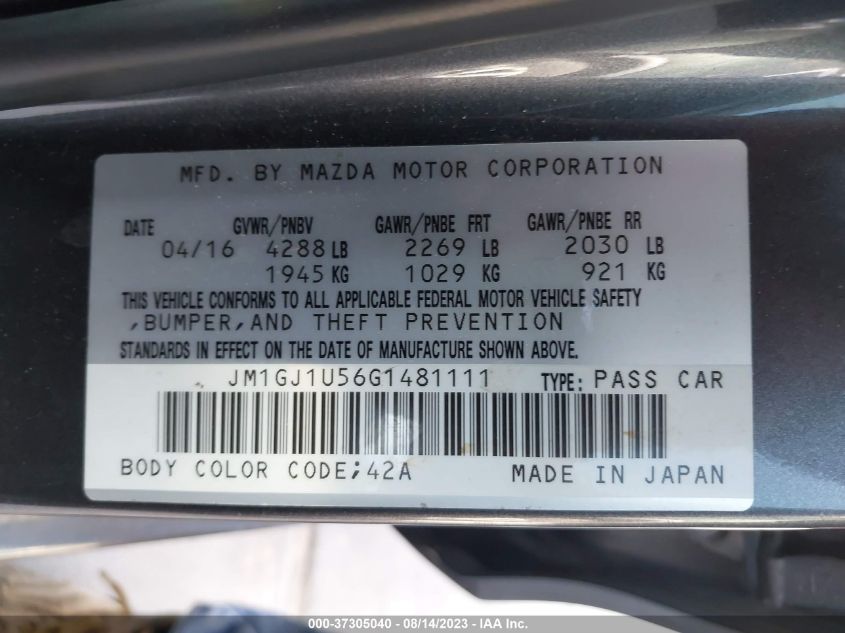 MFD. BY MAZDA MOTOR CORPORATION
DATE GVWR/PNBV GAWR/PNBE FRT GAWR/PNBE RR
04/16 4288 LB 2269 LB 2030 LB
1945 KG 1029 KG 921 KG
THIS VEHICLE CONFORMS TO ALL APPLICABLE FEDERAL MOTOR VEHICLE SAFETY
,BUMPER,AND THEFT PREVENTION
STANDARDS IN EFFECT ON THE DATE OF MANUFACTURE SHOWN ABOVE.
JM1GJ1U56G1481111 TYPE: PASS CAR
BODY COLOR CODE;42A MADE IN JAPAN
000-37305040 - 08/14/2023 - IAA Inc.